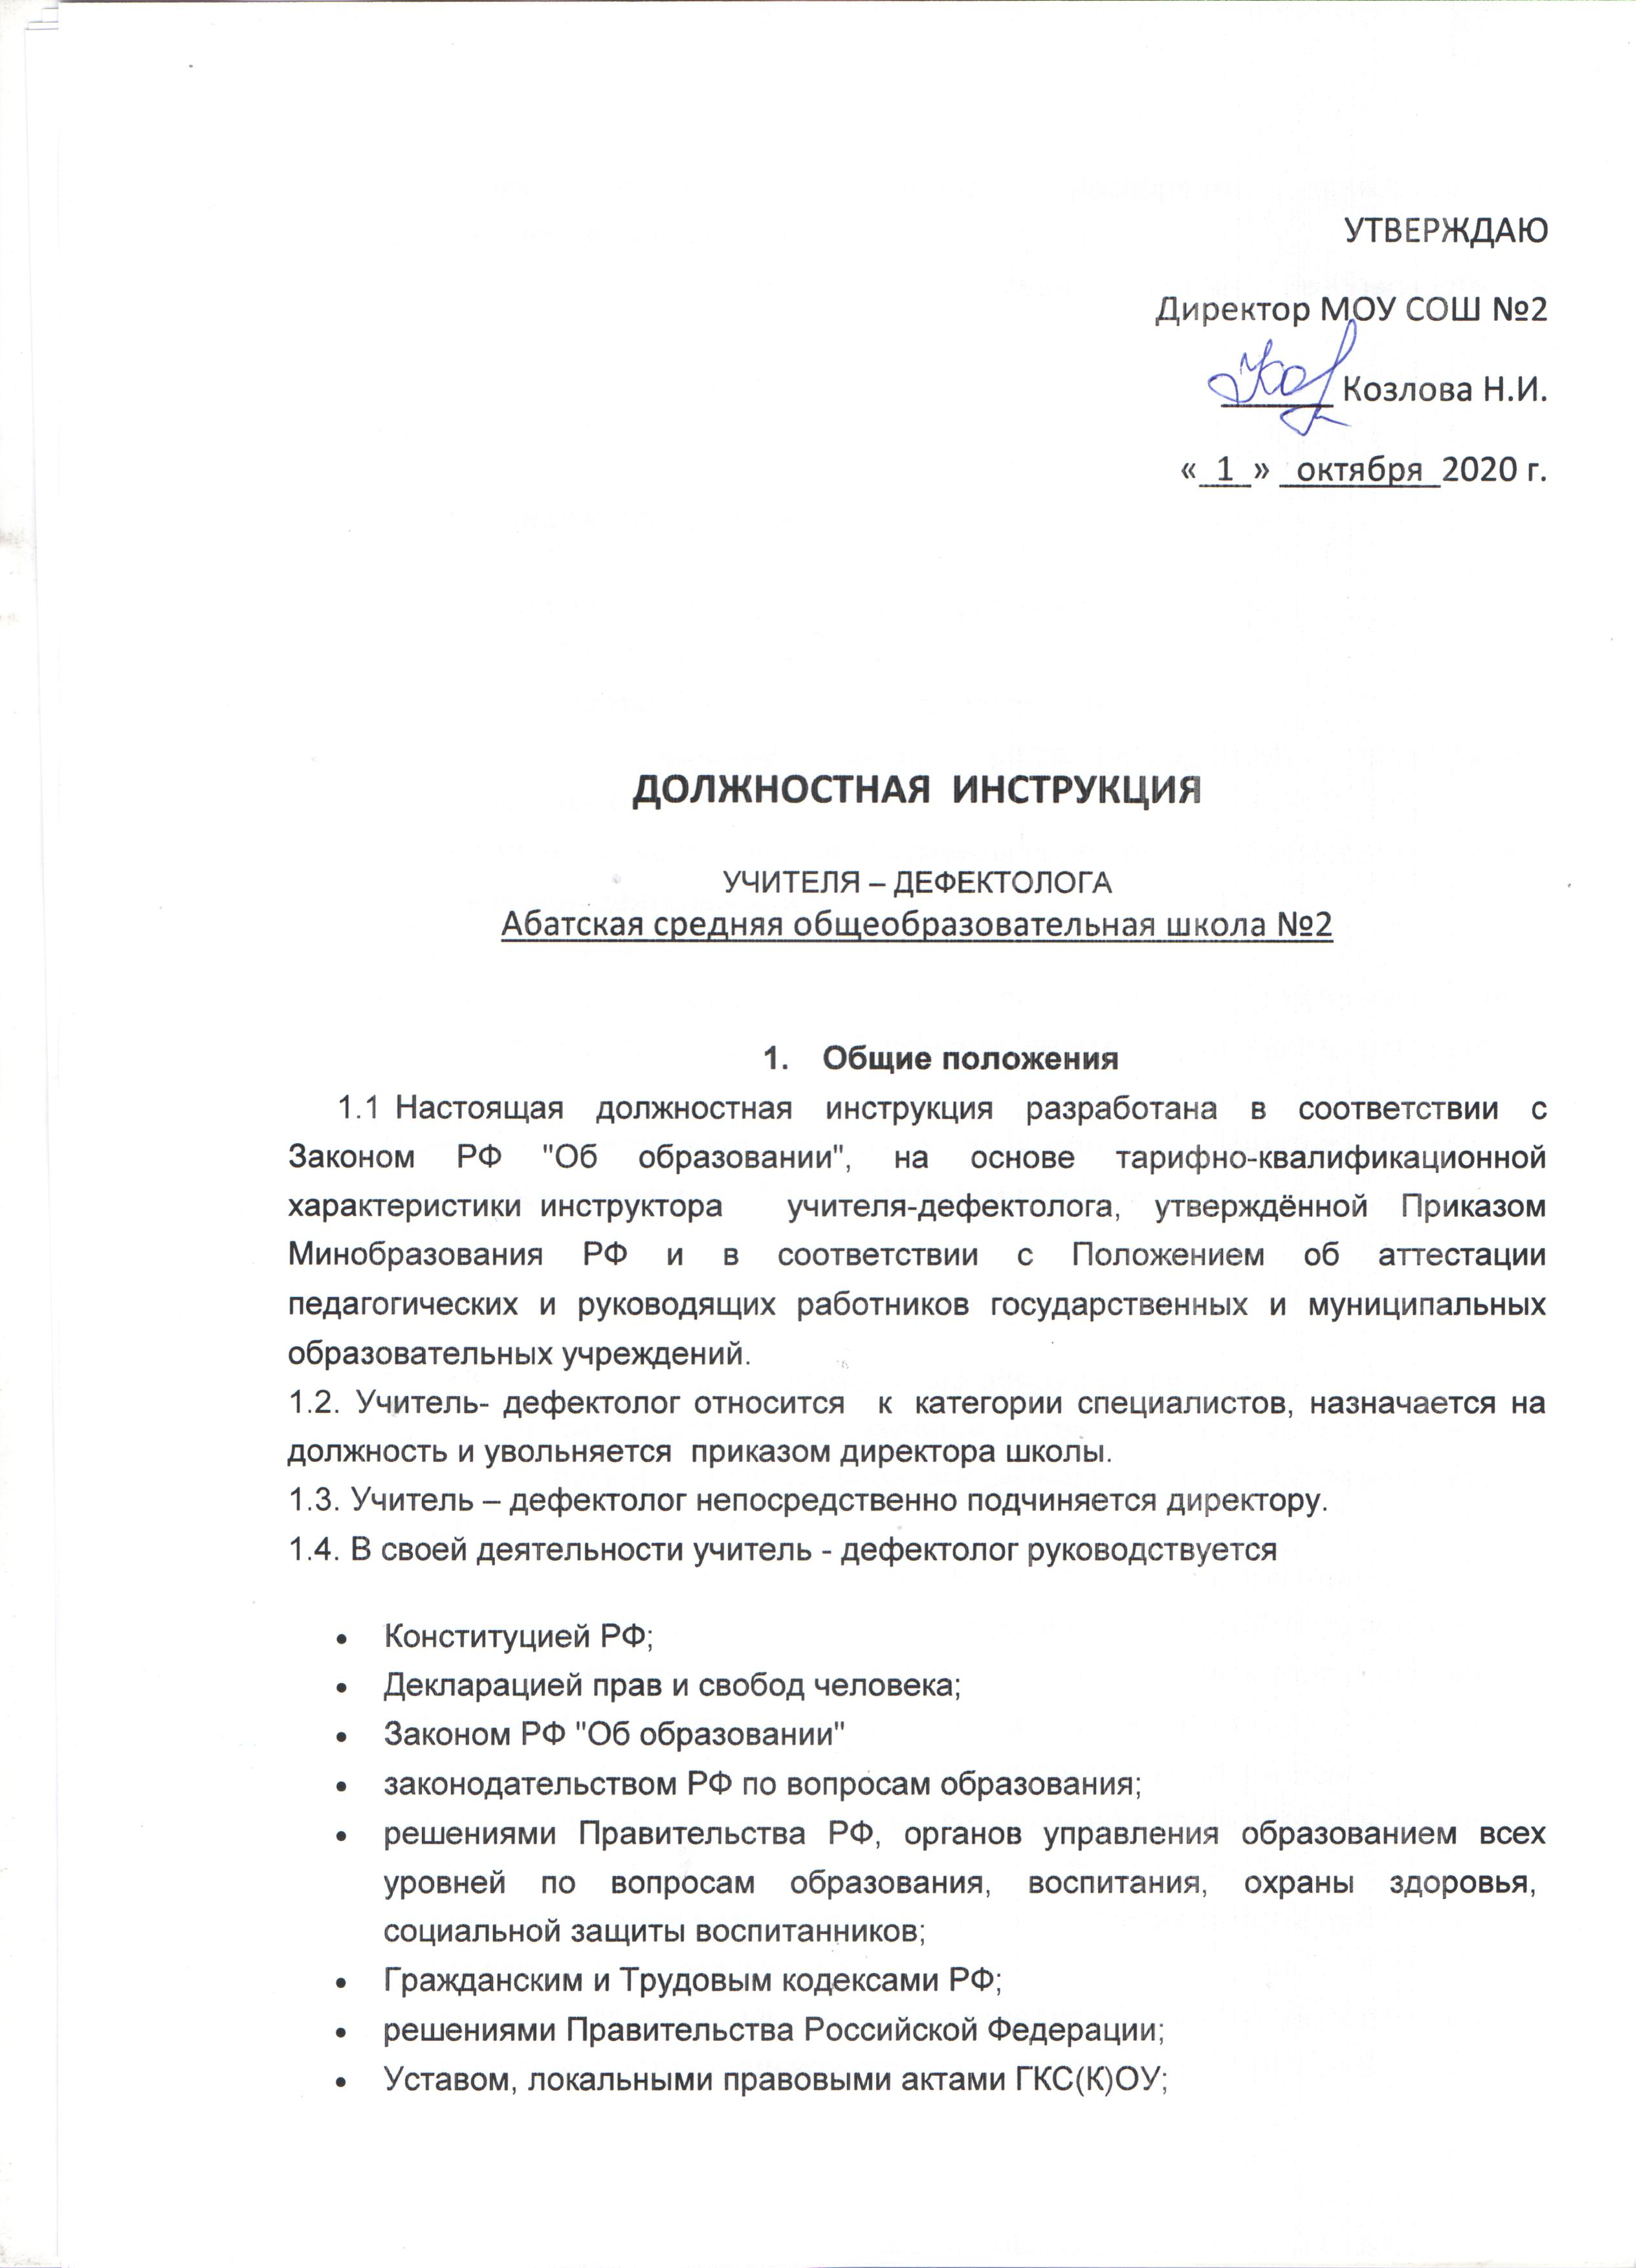 УТВЕРЖДАЮ
Директор МОУ СОШ №2
Козлова Н.И.
« 1 » октября 2020 г.
ДОЛЖНОСТНАЯ ИНСТРУКЦИЯ
УЧИТЕЛЯ – ДЕФЕКТОЛОГА
Абатская средняя общеобразовательная школа №2
1. Общие положения
1.1 Настоящая должностная инструкция разработана в соответствии с
Законом РФ "Об образовании", на основе тарифно-квалификационной
характеристики инструктора учителя-дефектолога, утверждённой Приказом
Минобразования РФ и в соответствии с Положением об аттестации
педагогических и руководящих работников государственных и муниципальных
образовательных учреждений.
1.2. Учитель- дефектолог относится к категории специалистов, назначается на
должность и увольняется приказом директора школы.
1.3. Учитель – дефектолог непосредственно подчиняется директору.
1.4. В своей деятельности учитель - дефектолог руководствуется
• Конституцией РФ;
• Декларацией прав и свобод человека;
• Законом РФ "Об образовании"
• законодательством РФ по вопросам образования;
• решениями Правительства РФ, органов управления образованием всех
уровней по вопросам образования, воспитания, охраны здоровья,
социальной защиты воспитанников;
• Гражданским и Трудовым кодексами РФ;
• решениями Правительства Российской Федерации;
• Уставом, локальными правовыми актами ГКС(К)ОУ;